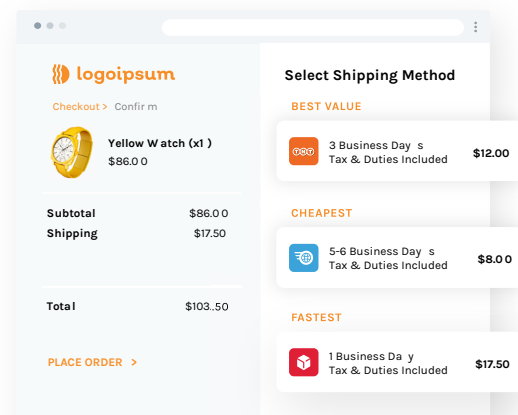 logoipsum
Checkout > Confirm
Yellow Watch (x1)
$86.00
Subtotal $86.00
Shipping $17.50
Total $103..50
PLACE ORDER >
Select Shipping Method
BEST VALUE
TNT
3 Business Days
Tax & Duties Included
$12.00
CHEAPEST
5-6 Business Days
Tax & Duties Included
$8.00
FASTEST
1 Business Day
Tax & Duties Included
$17.50